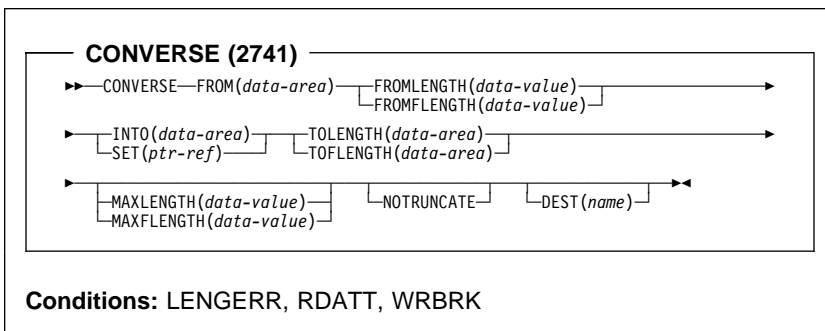 CONVERSE (2741)
CONVERSE FROM(data-area) FROMLENGTH(data-value)
FROMFLENGTH(data-value)
INTO(data-area) TOLENGTH(data-area)
SET(ptr-ref) TOFLENGTH(data-area)
MAXLENGTH(data-value) NOTRUNCATE DEST(name)
MAXFLENGTH(data-value)
Conditions: LENGERR, RDATT, WRBRK